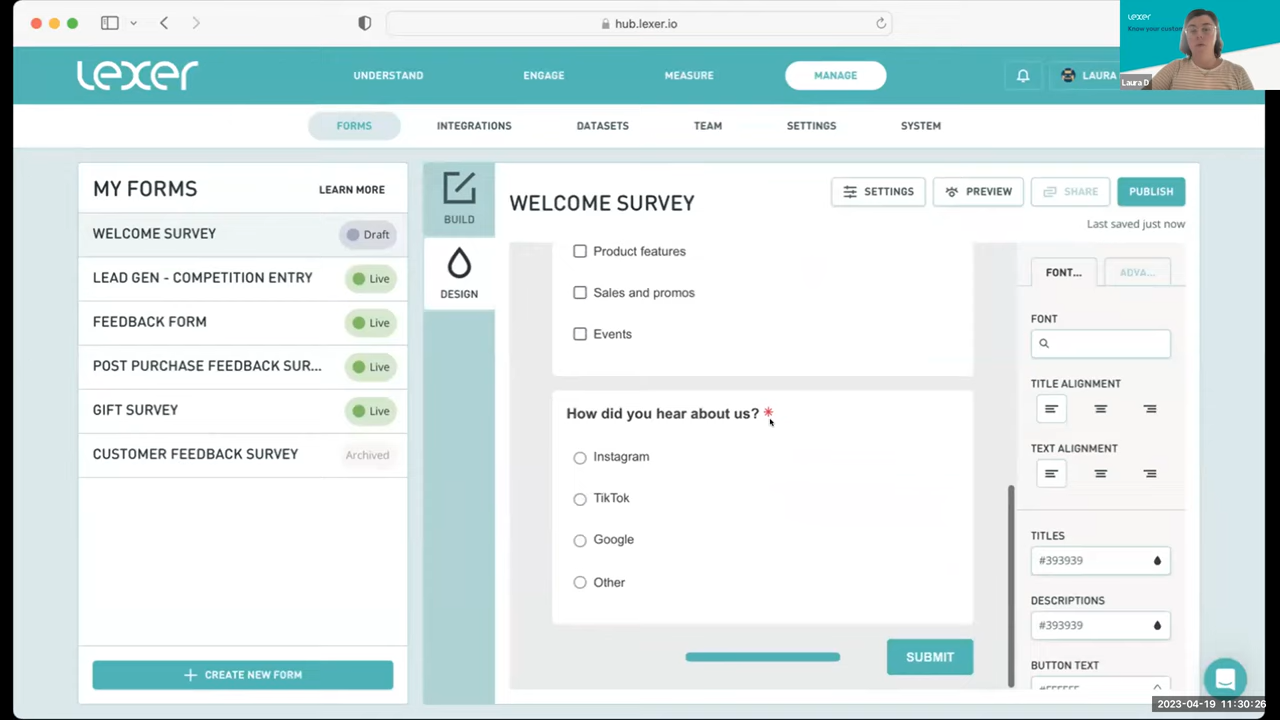 hub.lexer.io
lexer
UNDERSTAND
ENGAGE
MEASURE
MANAGE
LAURA
lexer
Know your custom
Laura D
FORMS
INTEGRATIONS
DATASETS
TEAM
SETTINGS
SYSTEM
MY FORMS
LEARN MORE
WELCOME SURVEY
Draft
LEAD GEN - COMPETITION ENTRY
Live
FEEDBACK FORM
Live
POST PURCHASE FEEDBACK SUR...
Live
GIFT SURVEY
Live
CUSTOMER FEEDBACK SURVEY
Archived
CREATE NEW FORM
BUILD
DESIGN
WELCOME SURVEY
SETTINGS
PREVIEW
SHARE
PUBLISH
Last saved just now
Product features
Sales and promos
Events
How did you hear about us? *
Instagram
TikTok
Google
Other
SUBMIT
FONT...
ADVA...
FONT
TITLE ALIGNMENT
TEXT ALIGNMENT
TITLES
#393939
DESCRIPTIONS
#393939
BUTTON TEXT
2023-04-19 11:30:26